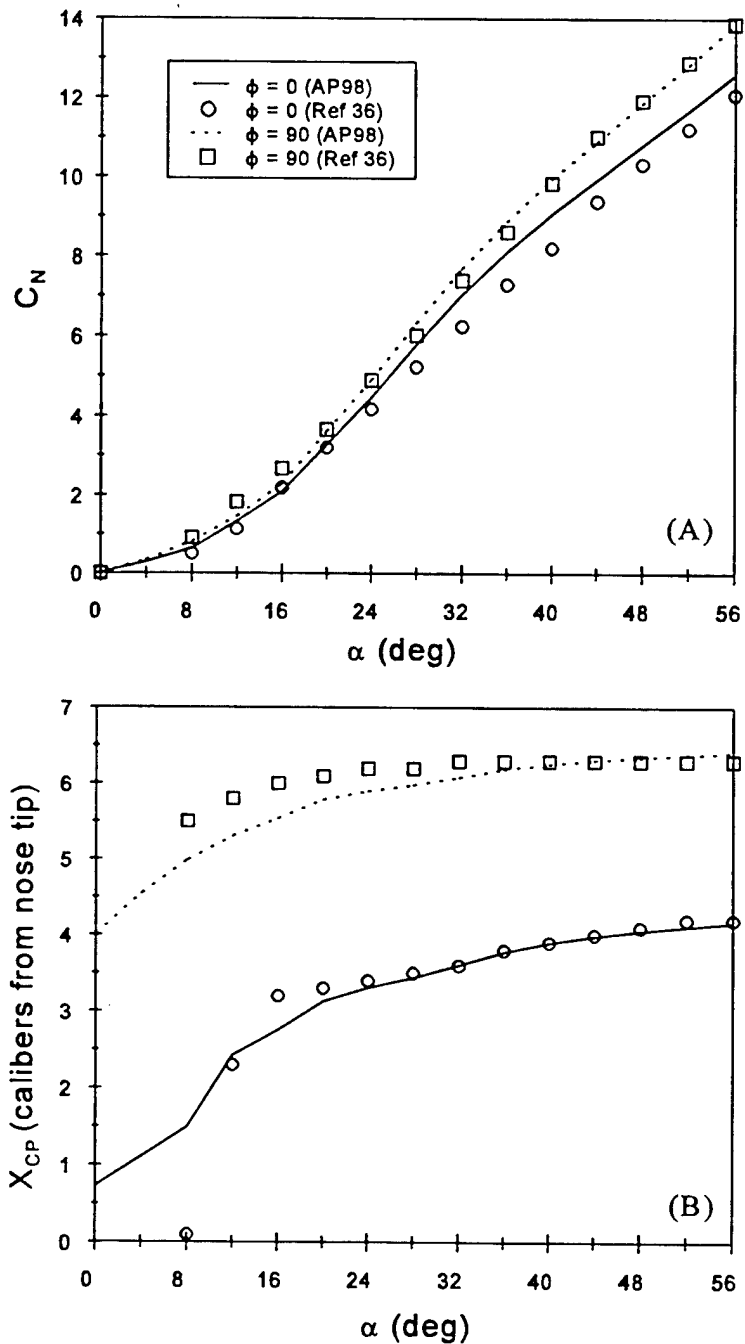 14
12
10
8
6
4
2
0
C_N
ϕ = 0 (AP98)
ϕ = 0 (Ref 36)
ϕ = 90 (AP98)
ϕ = 90 (Ref 36)
(A)
0 8 16 24 32 40 48 56
α (deg)
7
6
5
4
3
2
1
0
X_CP (calibers from nose tip)
(B)
0 8 16 24 32 40 48 56
α (deg)